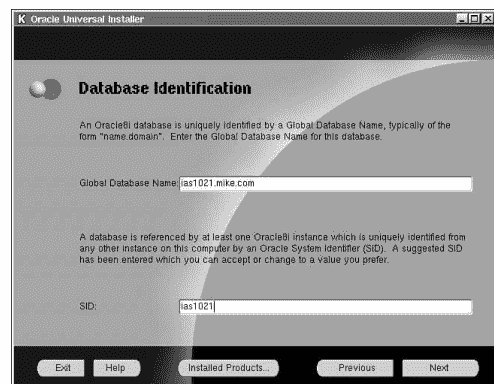 K Oracle Universal Installer
Database Identification
An Oracle8i database is uniquely identified by a Global Database Name, typically of the
form "name.domain". Enter the Global Database Name for this database.
Global Database Name: ias1021.mike.com
A database is referenced by at least one Oracle8i instance which is uniquely identified from
any other instance on this computer by an Oracle System Identifier (SID). A suggested SID
has been entered which you can accept or change to a value you prefer.
SID: ias1021
Exit Help Installed Products... Previous Next